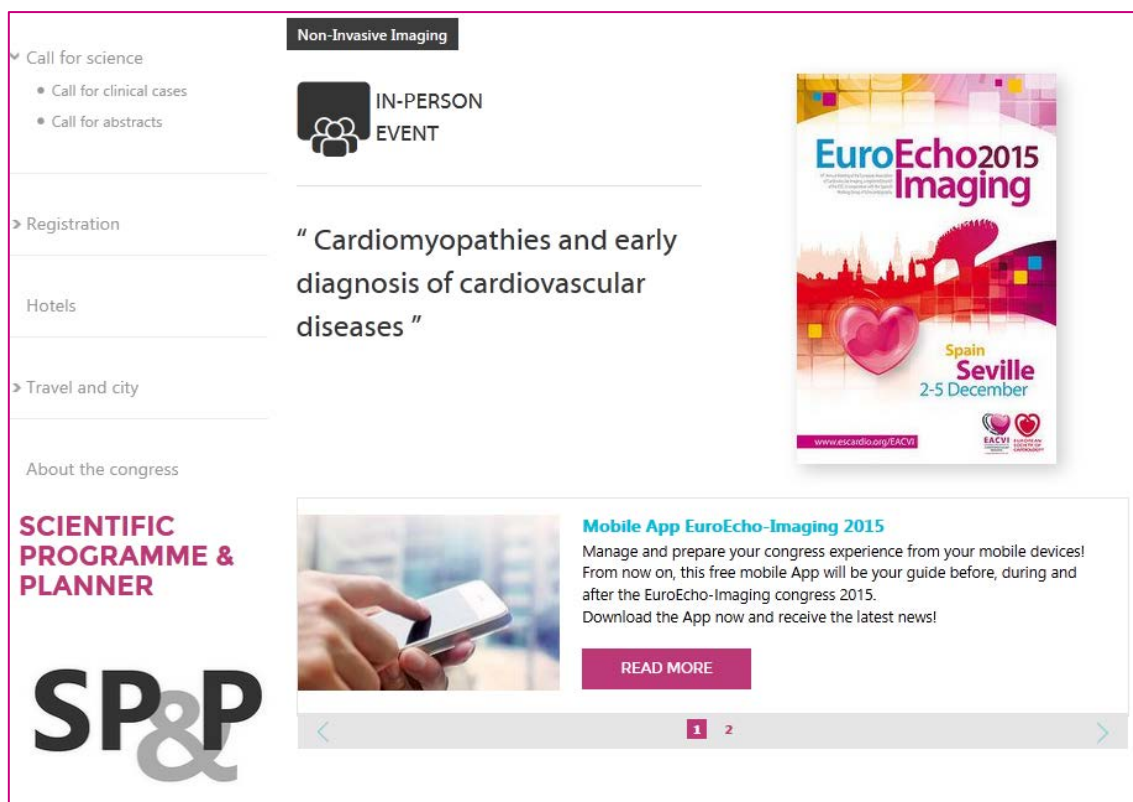 Call for science
Call for clinical cases
Call for abstracts
Registration
Hotels
Travel and city
About the congress
SCIENTIFIC
PROGRAMME &
PLANNER
SP&P
Non-Invasive Imaging
IN-PERSON
EVENT
“ Cardiomyopathies and early
diagnosis of cardiovascular
diseases ”
EuroEcho2015
Imaging
Spain
Seville
2-5 December
www.escardio.org/EACVI
EACVI
EUROPEAN
SOCIETY OF
CARDIOLOGY
Mobile App EuroEcho-Imaging 2015
Manage and prepare your congress experience from your mobile devices!
From now on, this free mobile App will be your guide before, during and
after the EuroEcho-Imaging congress 2015.
Download the App now and receive the latest news!
READ MORE
1 2